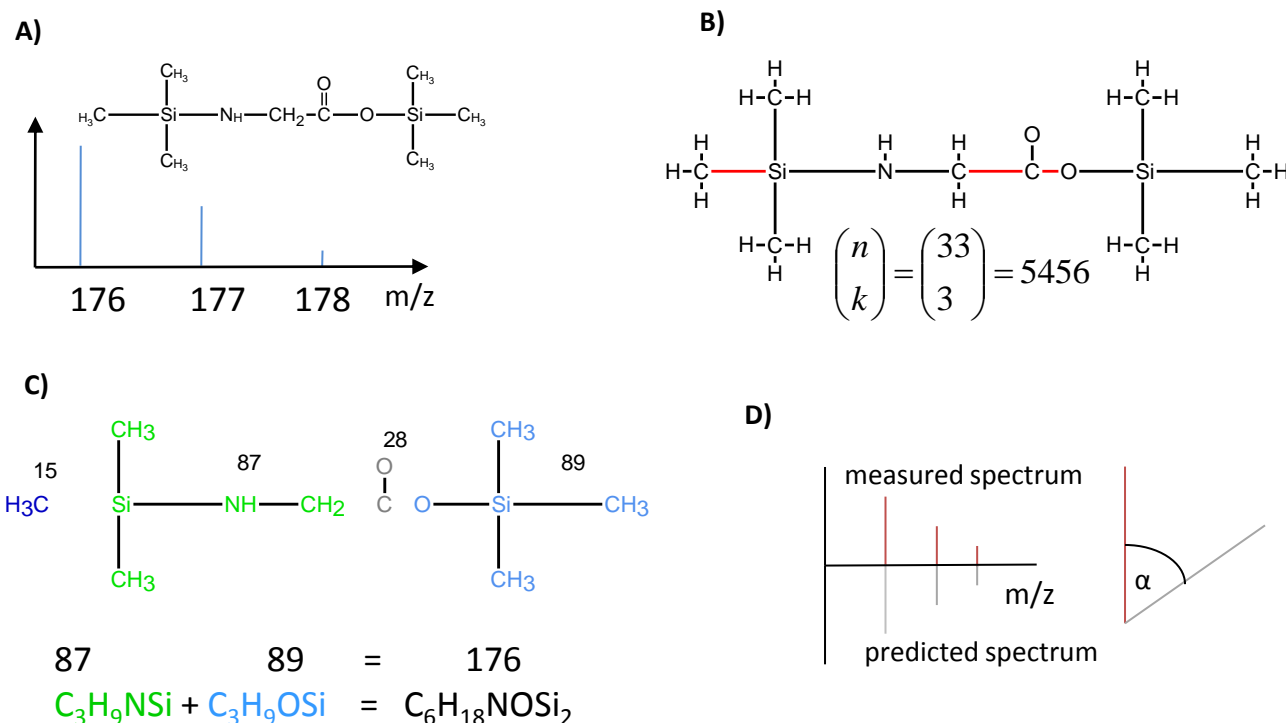 A)
CH3 O CH3
H3C Si NH CH2 C O Si CH3
CH3 CH3
176 177 178 m/z
B)
H H
H-C-H H-C-H
H H H O H
H-C Si N C C O Si C-H
H H H
H-C-H H-C-H
H H
(n k) = (33 3) = 5456
C)
CH3 28 CH3
15 87 O 89
H3C Si NH CH2 C O Si CH3
CH3 CH3
87 89 = 176
C3H9NSi + C3H9OSi = C6H18NOSi2
D)
measured spectrum
α
m/z
predicted spectrum